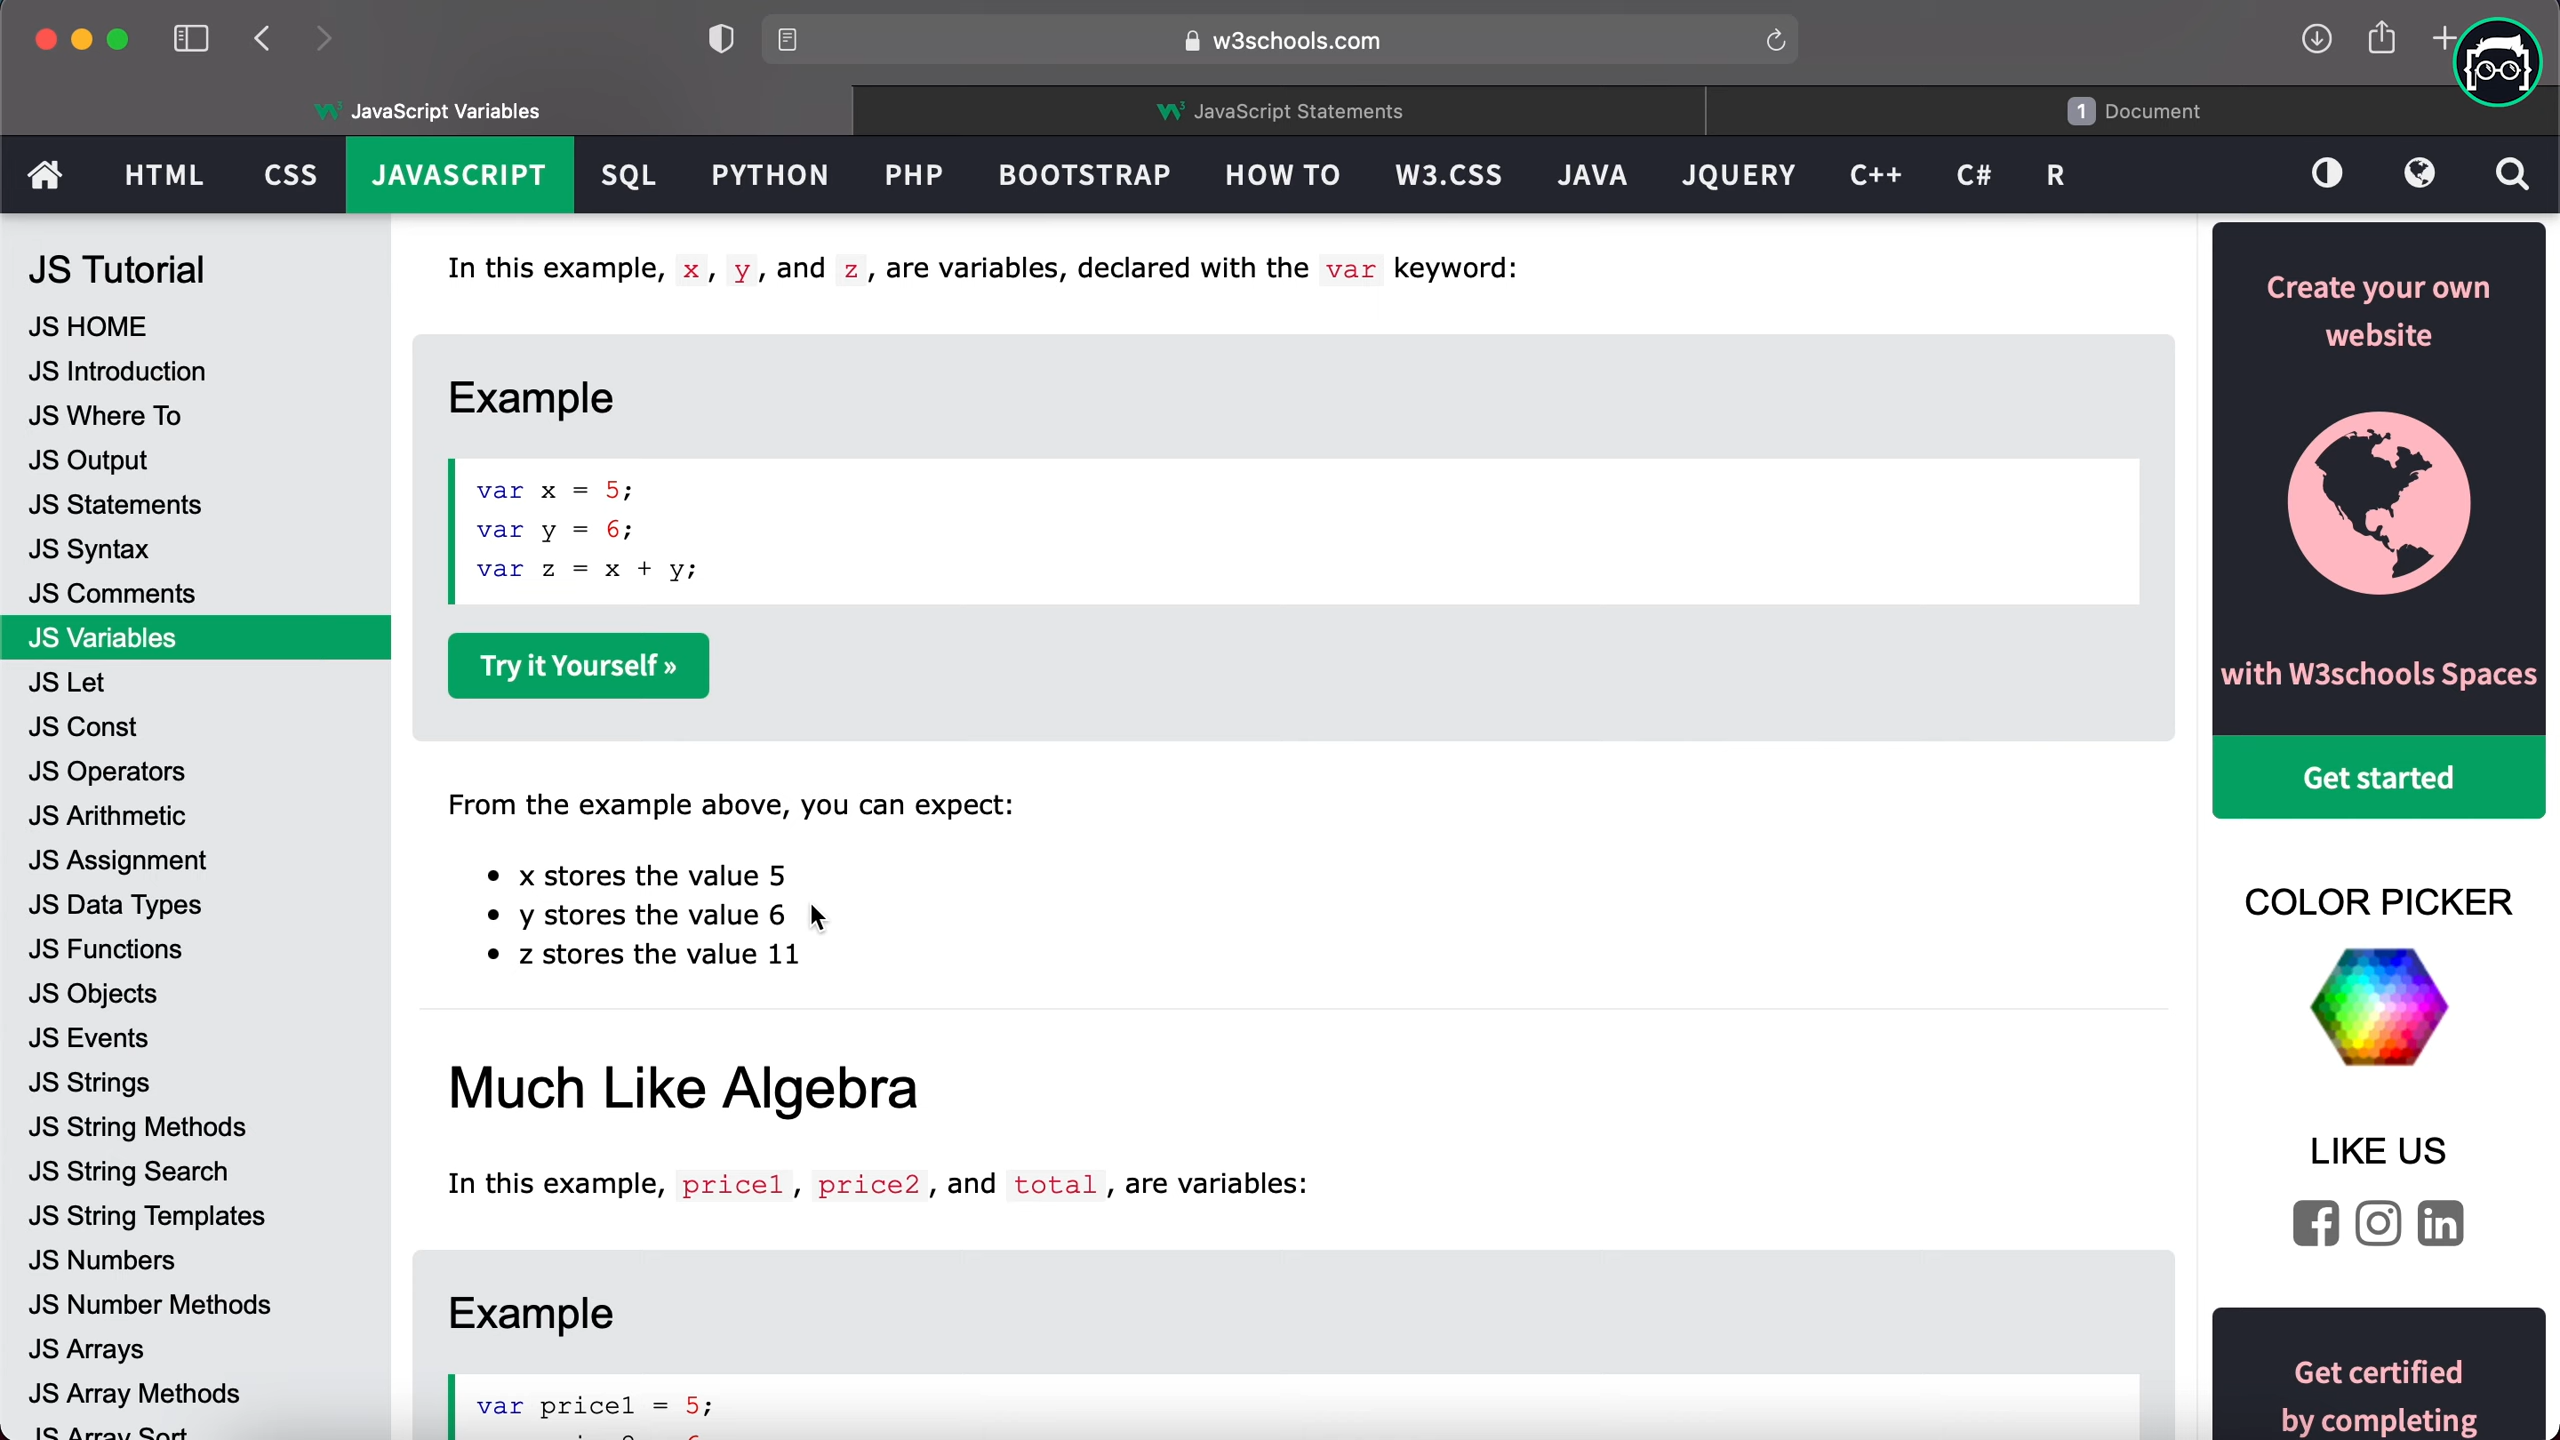 w3schools.com
JavaScript Variables
JavaScript Statements
1 Document
HTML CSS JAVASCRIPT SQL PYTHON PHP BOOTSTRAP HOW TO W3.CSS JAVA JQUERY C++ C# R
JS Tutorial
JS HOME
JS Introduction
JS Where To
JS Output
JS Statements
JS Syntax
JS Comments
JS Variables
JS Let
JS Const
JS Operators
JS Arithmetic
JS Assignment
JS Data Types
JS Functions
JS Objects
JS Events
JS Strings
JS String Methods
JS String Search
JS String Templates
JS Numbers
JS Number Methods
JS Arrays
JS Array Methods
JS Array Sort
In this example, x, y, and z, are variables, declared with the var keyword:
Example
var x = 5;
var y = 6;
var z = x + y;
Try it Yourself »
From the example above, you can expect:
• x stores the value 5
• y stores the value 6
• z stores the value 11
Much Like Algebra
In this example, price1, price2, and total, are variables:
Example
var price1 = 5;
Create your own
website
with W3schools Spaces
Get started
COLOR PICKER
LIKE US
Get certified
by completing